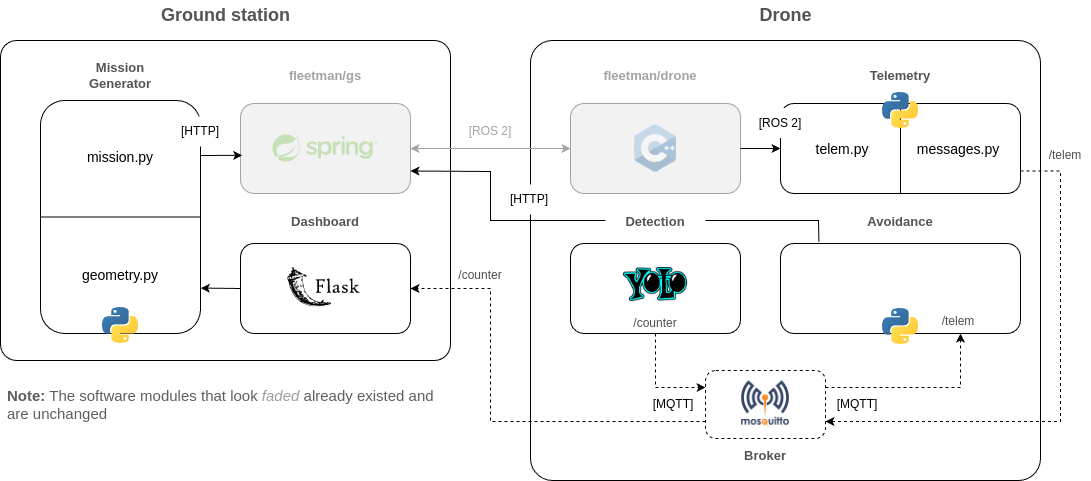 Ground station
Drone
Mission
Generator
fleetman/gs
fleetman/drone
Telemetry
[HTTP]
[ROS 2]
[ROS 2]
mission.py
spring
C++
telem.py
messages.py
/telem
[HTTP]
Dashboard
Detection
Avoidance
geometry.py
Flask
/counter
YOLO
/counter
/telem
Note: The software modules that look faded already existed and
are unchanged
[MQTT]
mosquitto
[MQTT]
Broker